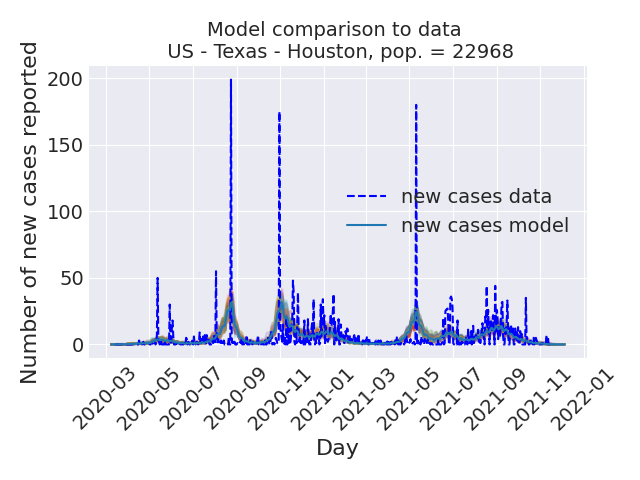 Model comparison to data
US - Texas - Houston, pop. = 22968
Number of new cases reported
200
150
100
50
0
new cases data
new cases model
2020-03
2020-05
2020-07
2020-09
2020-11
2021-01
2021-03
2021-05
2021-07
2021-09
2021-11
2022-01
Day